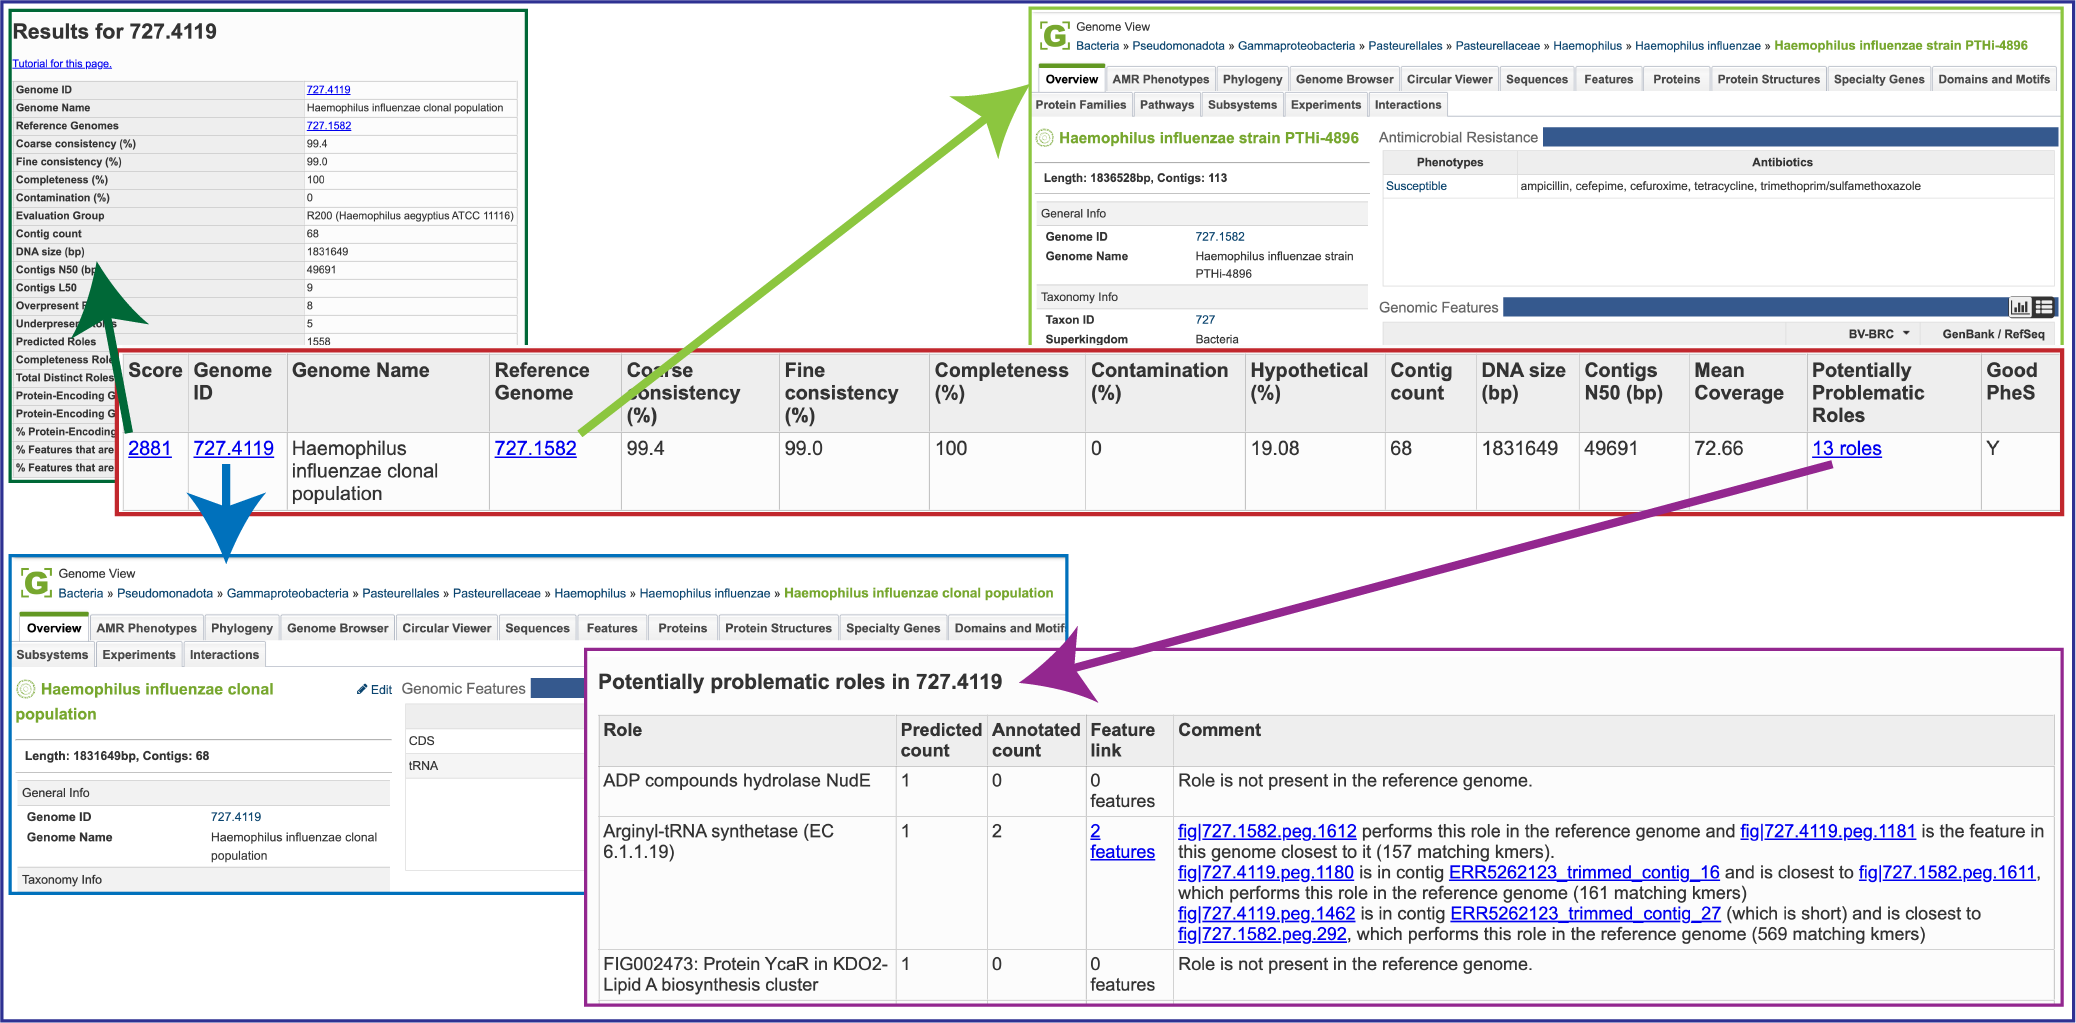 Results for 727.4119
Tutorial for this page.
Genome ID 727.4119
Genome Name Haemophilus influenzae clonal population
Reference Genomes 727.1582
Coarse consistency (%) 99.4
Fine consistency (%) 99.0
Completeness (%) 100
Contamination (%) 0
Evaluation Group R200 (Haemophilus aegyptius ATCC 11116)
Contig count 68
DNA size (bp) 1831649
Contigs N50 (bp 49691
Contigs L50 9
Overpresent 8
Underpresent Roles 5
Predicted Roles 1558
Completeness Role
Total Distinct Roles
Protein-Encoding G
Protein-Encoding G
% Protein-Encoding
% Features that are
% Features that are
Genome View
Bacteria » Pseudomonadota » Gammaproteobacteria » Pasteurellales » Pasteurellaceae » Haemophilus » Haemophilus influenzae » Haemophilus influenzae strain PTHi-4896
Overview AMR Phenotypes Phylogeny Genome Browser Circular Viewer Sequences Features Proteins Protein Structures Specialty Genes Domains and Motifs
Protein Families Pathways Subsystems Experiments Interactions
Haemophilus influenzae strain PTHi-4896
Length: 1836528bp, Contigs: 113
General Info
Genome ID 727.1582
Genome Name Haemophilus influenzae strain
PTHi-4896
Taxonomy Info
Taxon ID 727
Superkingdom Bacteria
Antimicrobial Resistance
Phenotypes Antibiotics
Susceptible ampicillin, cefepime, cefuroxime, tetracycline, trimethoprim/sulfamethoxazole
Genomic Features
BV-BRC GenBank / RefSeq
Score Genome Genome Name Reference Coarse Fine Completeness Contamination Hypothetical Contig DNA size Contigs Mean Potentially Good
ID Genome consistency consistency (%) (%) (%) count (bp) N50 (bp) Coverage Problematic PheS
(%) (%) Roles
2881 727.4119 Haemophilus 727.1582 99.4 99.0 100 0 19.08 68 1831649 49691 72.66 13 roles Y
influenzae clonal
population
Genome View
Bacteria » Pseudomonadota » Gammaproteobacteria » Pasteurellales » Pasteurellaceae » Haemophilus » Haemophilus influenzae » Haemophilus influenzae clonal population
Overview AMR Phenotypes Phylogeny Genome Browser Circular Viewer Sequences Features Proteins Protein Structures Specialty Genes Domains and Motif
Subsystems Experiments Interactions
Haemophilus influenzae clonal
population
Edit
Length: 1831649bp, Contigs: 68
General Info
Genome ID 727.4119
Genome Name Haemophilus influenzae clonal
population
Taxonomy Info
Genomic Features
CDS
tRNA
Potentially problematic roles in 727.4119
Role Predicted Annotated Feature Comment
count count link
ADP compounds hydrolase NudE 1 0 0 Role is not present in the reference genome.
features
Arginyl-tRNA synthetase (EC 1 2 2 fig|727.1582.peg.1612 performs this role in the reference genome and fig|727.4119.peg.1181 is the feature in
6.1.1.19) features this genome closest to it (157 matching kmers).
fig|727.4119.peg.1180 is in contig ERR5262123_trimmed_contig_16 and is closest to fig|727.1582.peg.1611,
which performs this role in the reference genome (161 matching kmers)
fig|727.4119.peg.1462 is in contig ERR5262123_trimmed_contig_27 (which is short) and is closest to
fig|727.1582.peg.292, which performs this role in the reference genome (569 matching kmers)
FIG002473: Protein YcaR in KDO2- 1 0 0 Role is not present in the reference genome.
Lipid A biosynthesis cluster features